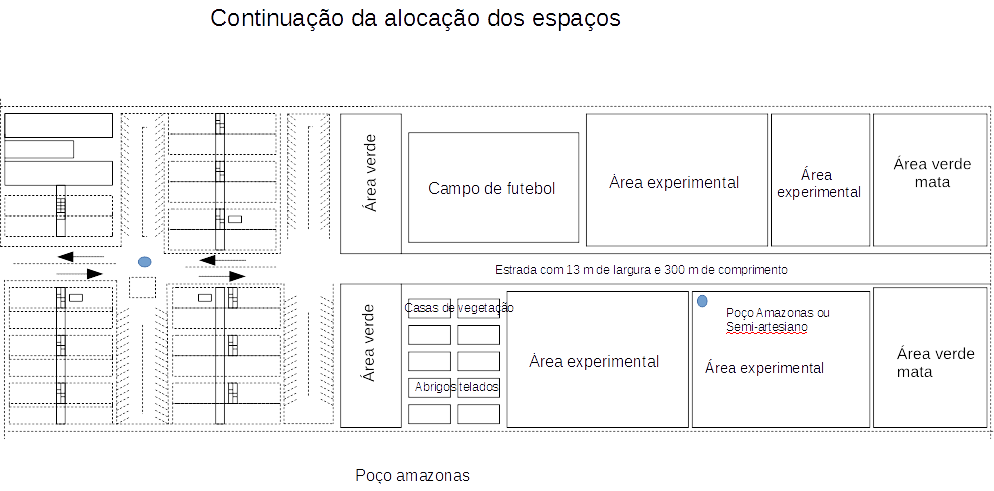 Continuação da alocação dos espaços
Área verde
Campo de futebol
Área experimental
Área
experimental
Área verde
mata
Estrada com 13 m de largura e 300 m de comprimento
Área verde
Casas de vegetação
Abrigos telados
Área experimental
Poço Amazonas ou
Semi-artesiano
Área experimental
Área verde
mata
Poço amazonas